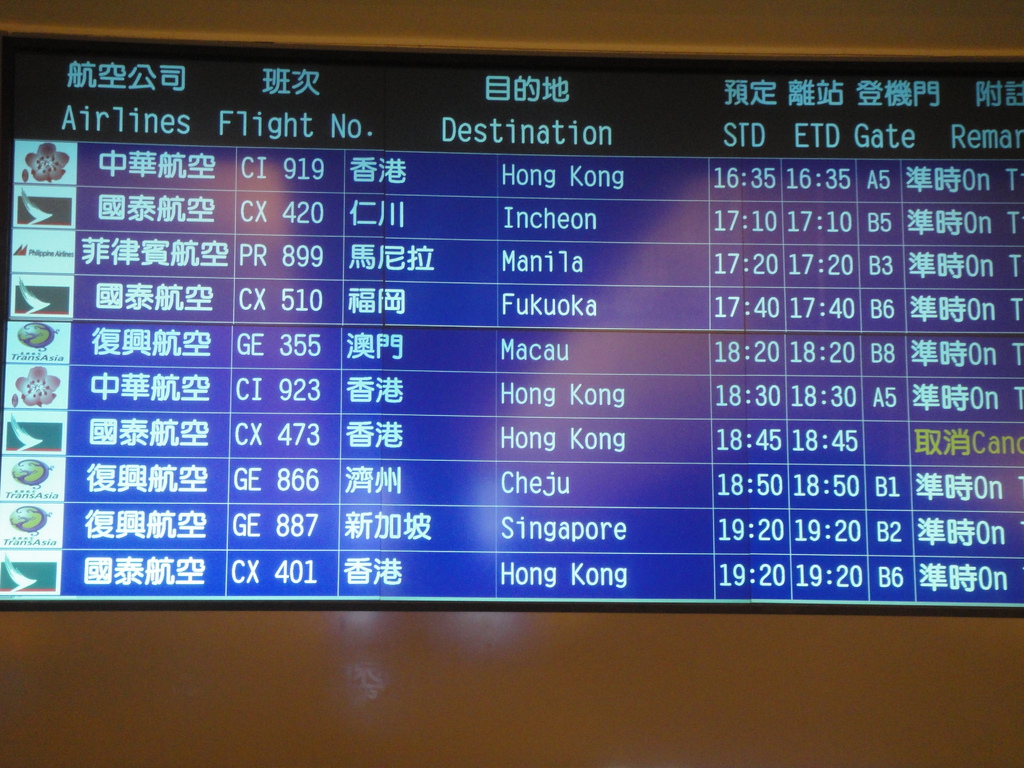 航空公司 班次 目的地 預定 離站 登機門 附註
Airlines Flight No. Destination STD ETD Gate Remar
中華航空 CI 919 香港 Hong Kong 16:35 16:35 A5 準時On T
國泰航空 CX 420 仁川 Incheon 17:10 17:10 B5 準時On T
Philippine Airlines 菲律賓航空 PR 899 馬尼拉 Manila 17:20 17:20 B3 準時On T
國泰航空 CX 510 福岡 Fukuoka 17:40 17:40 B6 準時On T
TransAsia 復興航空 GE 355 澳門 Macau 18:20 18:20 B8 準時On T
中華航空 CI 923 香港 Hong Kong 18:30 18:30 A5 準時On T
國泰航空 CX 473 香港 Hong Kong 18:45 18:45 取消Canc
TransAsia 復興航空 GE 866 濟州 Cheju 18:50 18:50 B1 準時On T
TransAsia 復興航空 GE 887 新加坡 Singapore 19:20 19:20 B2 準時On T
國泰航空 CX 401 香港 Hong Kong 19:20 19:20 B6 準時On T